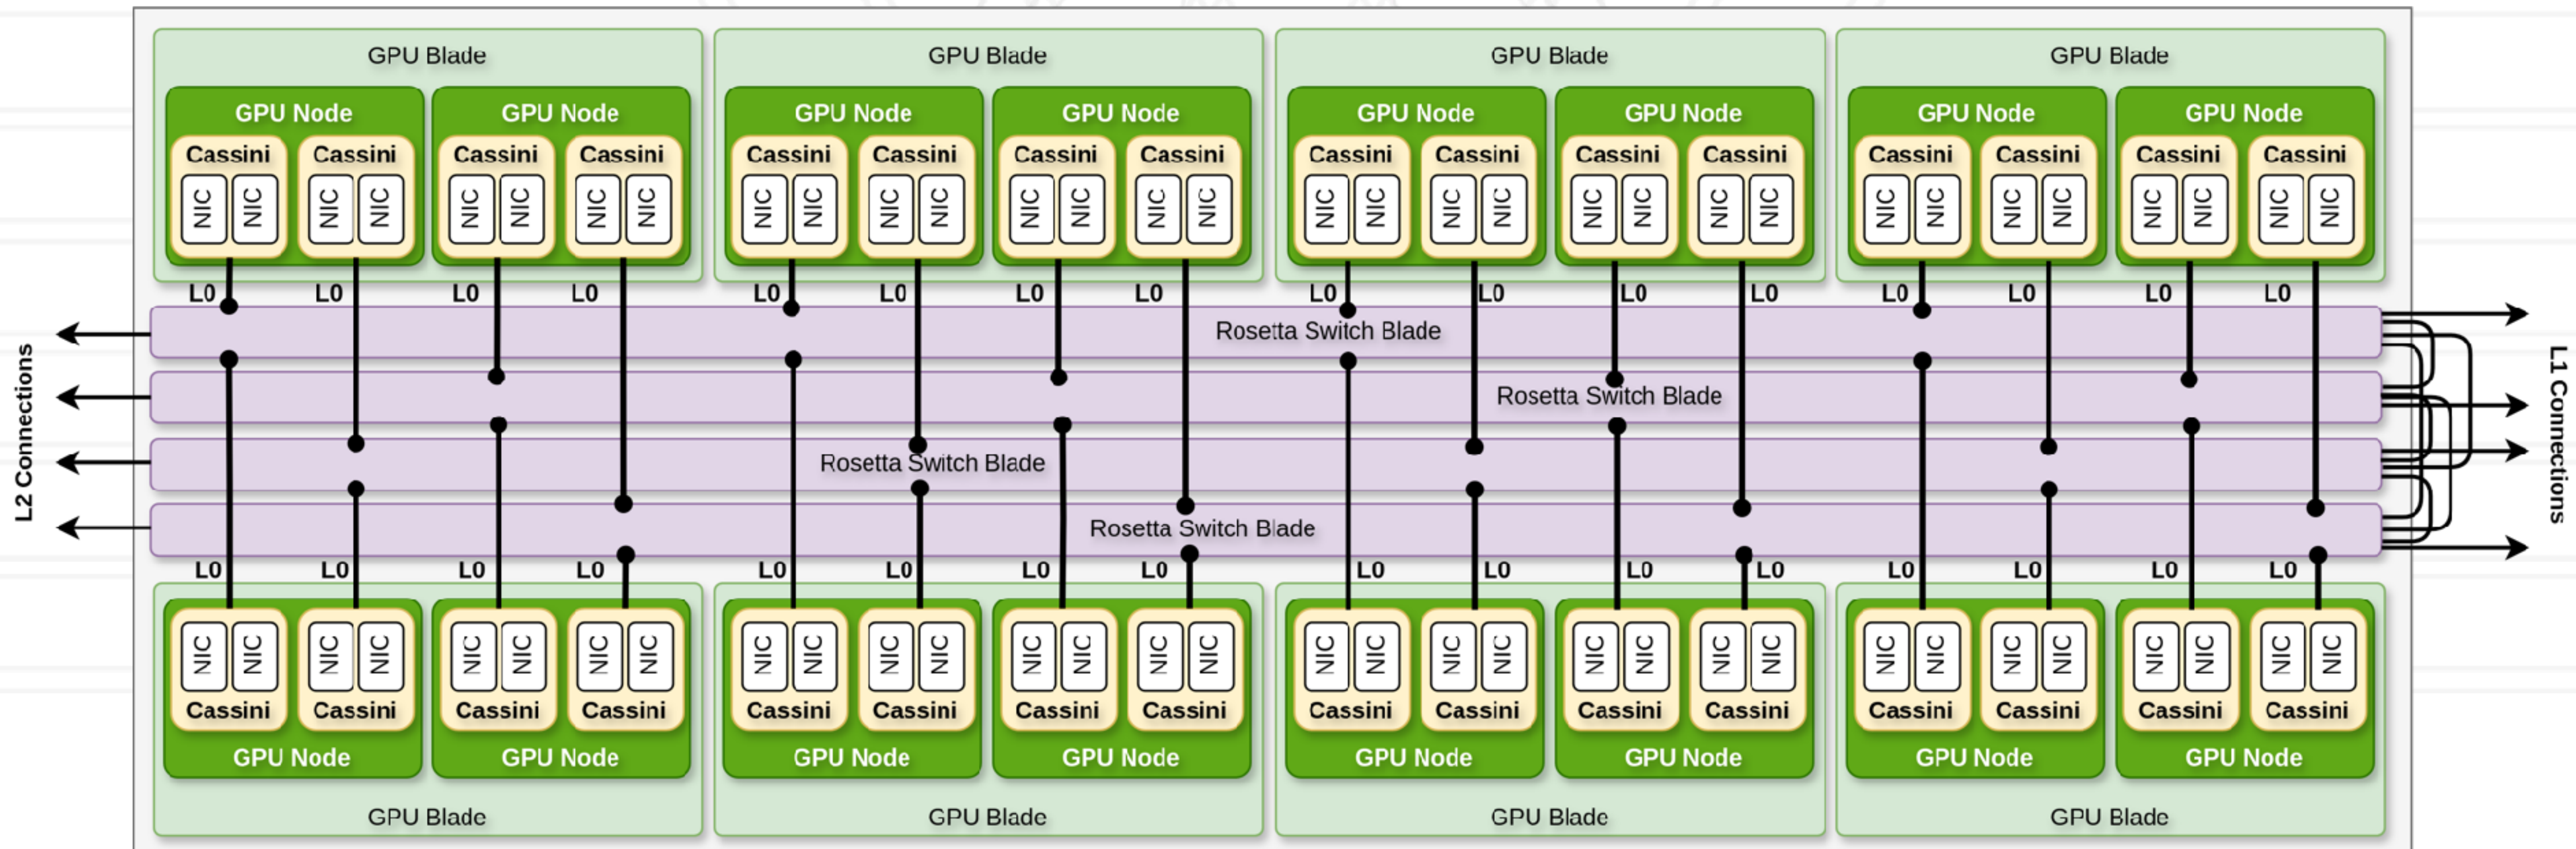 GPU Blade GPU Blade GPU Blade GPU Blade
GPU Node GPU Node GPU Node GPU Node GPU Node GPU Node GPU Node GPU Node
Cassini Cassini Cassini Cassini Cassini Cassini Cassini Cassini Cassini Cassini Cassini Cassini Cassini Cassini Cassini Cassini
NIC NIC NIC NIC NIC NIC NIC NIC NIC NIC NIC NIC NIC NIC NIC NIC NIC NIC NIC NIC NIC NIC NIC NIC NIC NIC NIC NIC NIC NIC NIC NIC
L0 L0 L0 L0 L0 L0 L0 L0 L0 L0 L0 L0 L0 L0 L0 L0
Rosetta Switch Blade
Rosetta Switch Blade
Rosetta Switch Blade
Rosetta Switch Blade
L2 Connections
L1 Connections
L0 L0 L0 L0 L0 L0 L0 L0 L0 L0 L0 L0 L0 L0 L0 L0
NIC NIC NIC NIC NIC NIC NIC NIC NIC NIC NIC NIC NIC NIC NIC NIC NIC NIC NIC NIC NIC NIC NIC NIC NIC NIC NIC NIC NIC NIC NIC NIC
Cassini Cassini Cassini Cassini Cassini Cassini Cassini Cassini Cassini Cassini Cassini Cassini Cassini Cassini Cassini Cassini
GPU Node GPU Node GPU Node GPU Node GPU Node GPU Node GPU Node GPU Node
GPU Blade GPU Blade GPU Blade GPU Blade